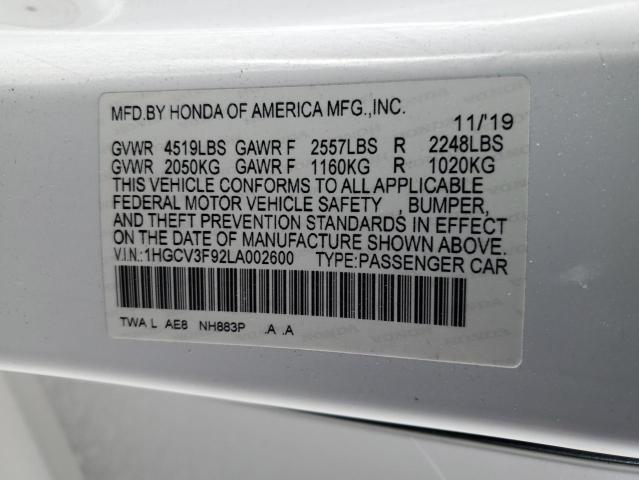 MFD.BY HONDA OF AMERICA MFG.,INC. 11/'19
GVWR 4519LBS GAWR F 2557LBS R 2248LBS
GVWR 2050KG GAWR F 1160KG R 1020KG
THIS VEHICLE CONFORMS TO ALL APPLICABLE
FEDERAL MOTOR VEHICLE SAFETY , BUMPER,
AND THEFT PREVENTION STANDARDS IN EFFECT
ON THE DATE OF MANUFACTURE SHOWN ABOVE.
V.I.N.:1HGCV3F92LA002600 TYPE:PASSENGER CAR
TWA L AE8 NH883P .A .A